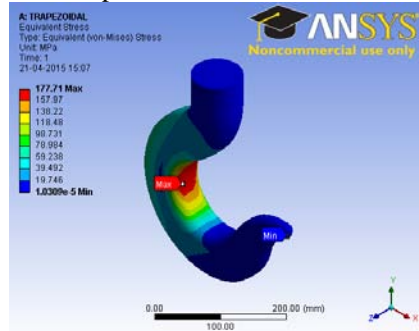 A: TRAPEZOIDAL
Equivalent Stress
Type: Equivalent (von-Mises) Stress
Unit: MPa
Time: 1
21-04-2015 15:07
177.71 Max
157.97
138.22
118.48
98.731
78.984
59.238
39.492
19.746
1.0309e-5 Min
ANSYS
Noncommercial use only
Max
Min
0.00
200.00 (mm)
100.00
Y
Z
X